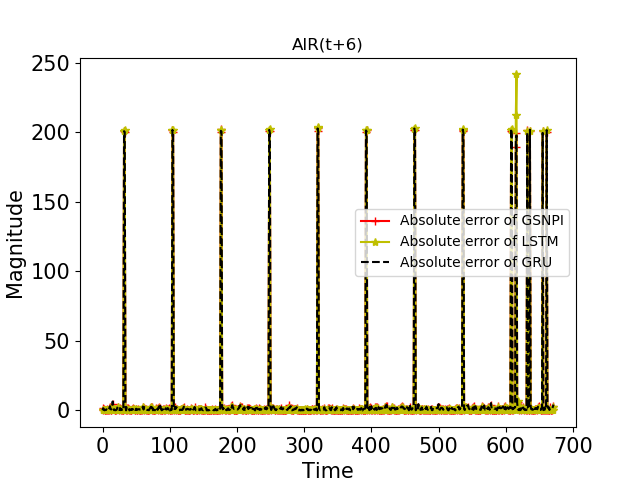 AIR(t+6)
250
200
150
100
50
0
Magnitude
Absolute error of GSNPI
Absolute error of LSTM
Absolute error of GRU
0 100 200 300 400 500 600 700
Time